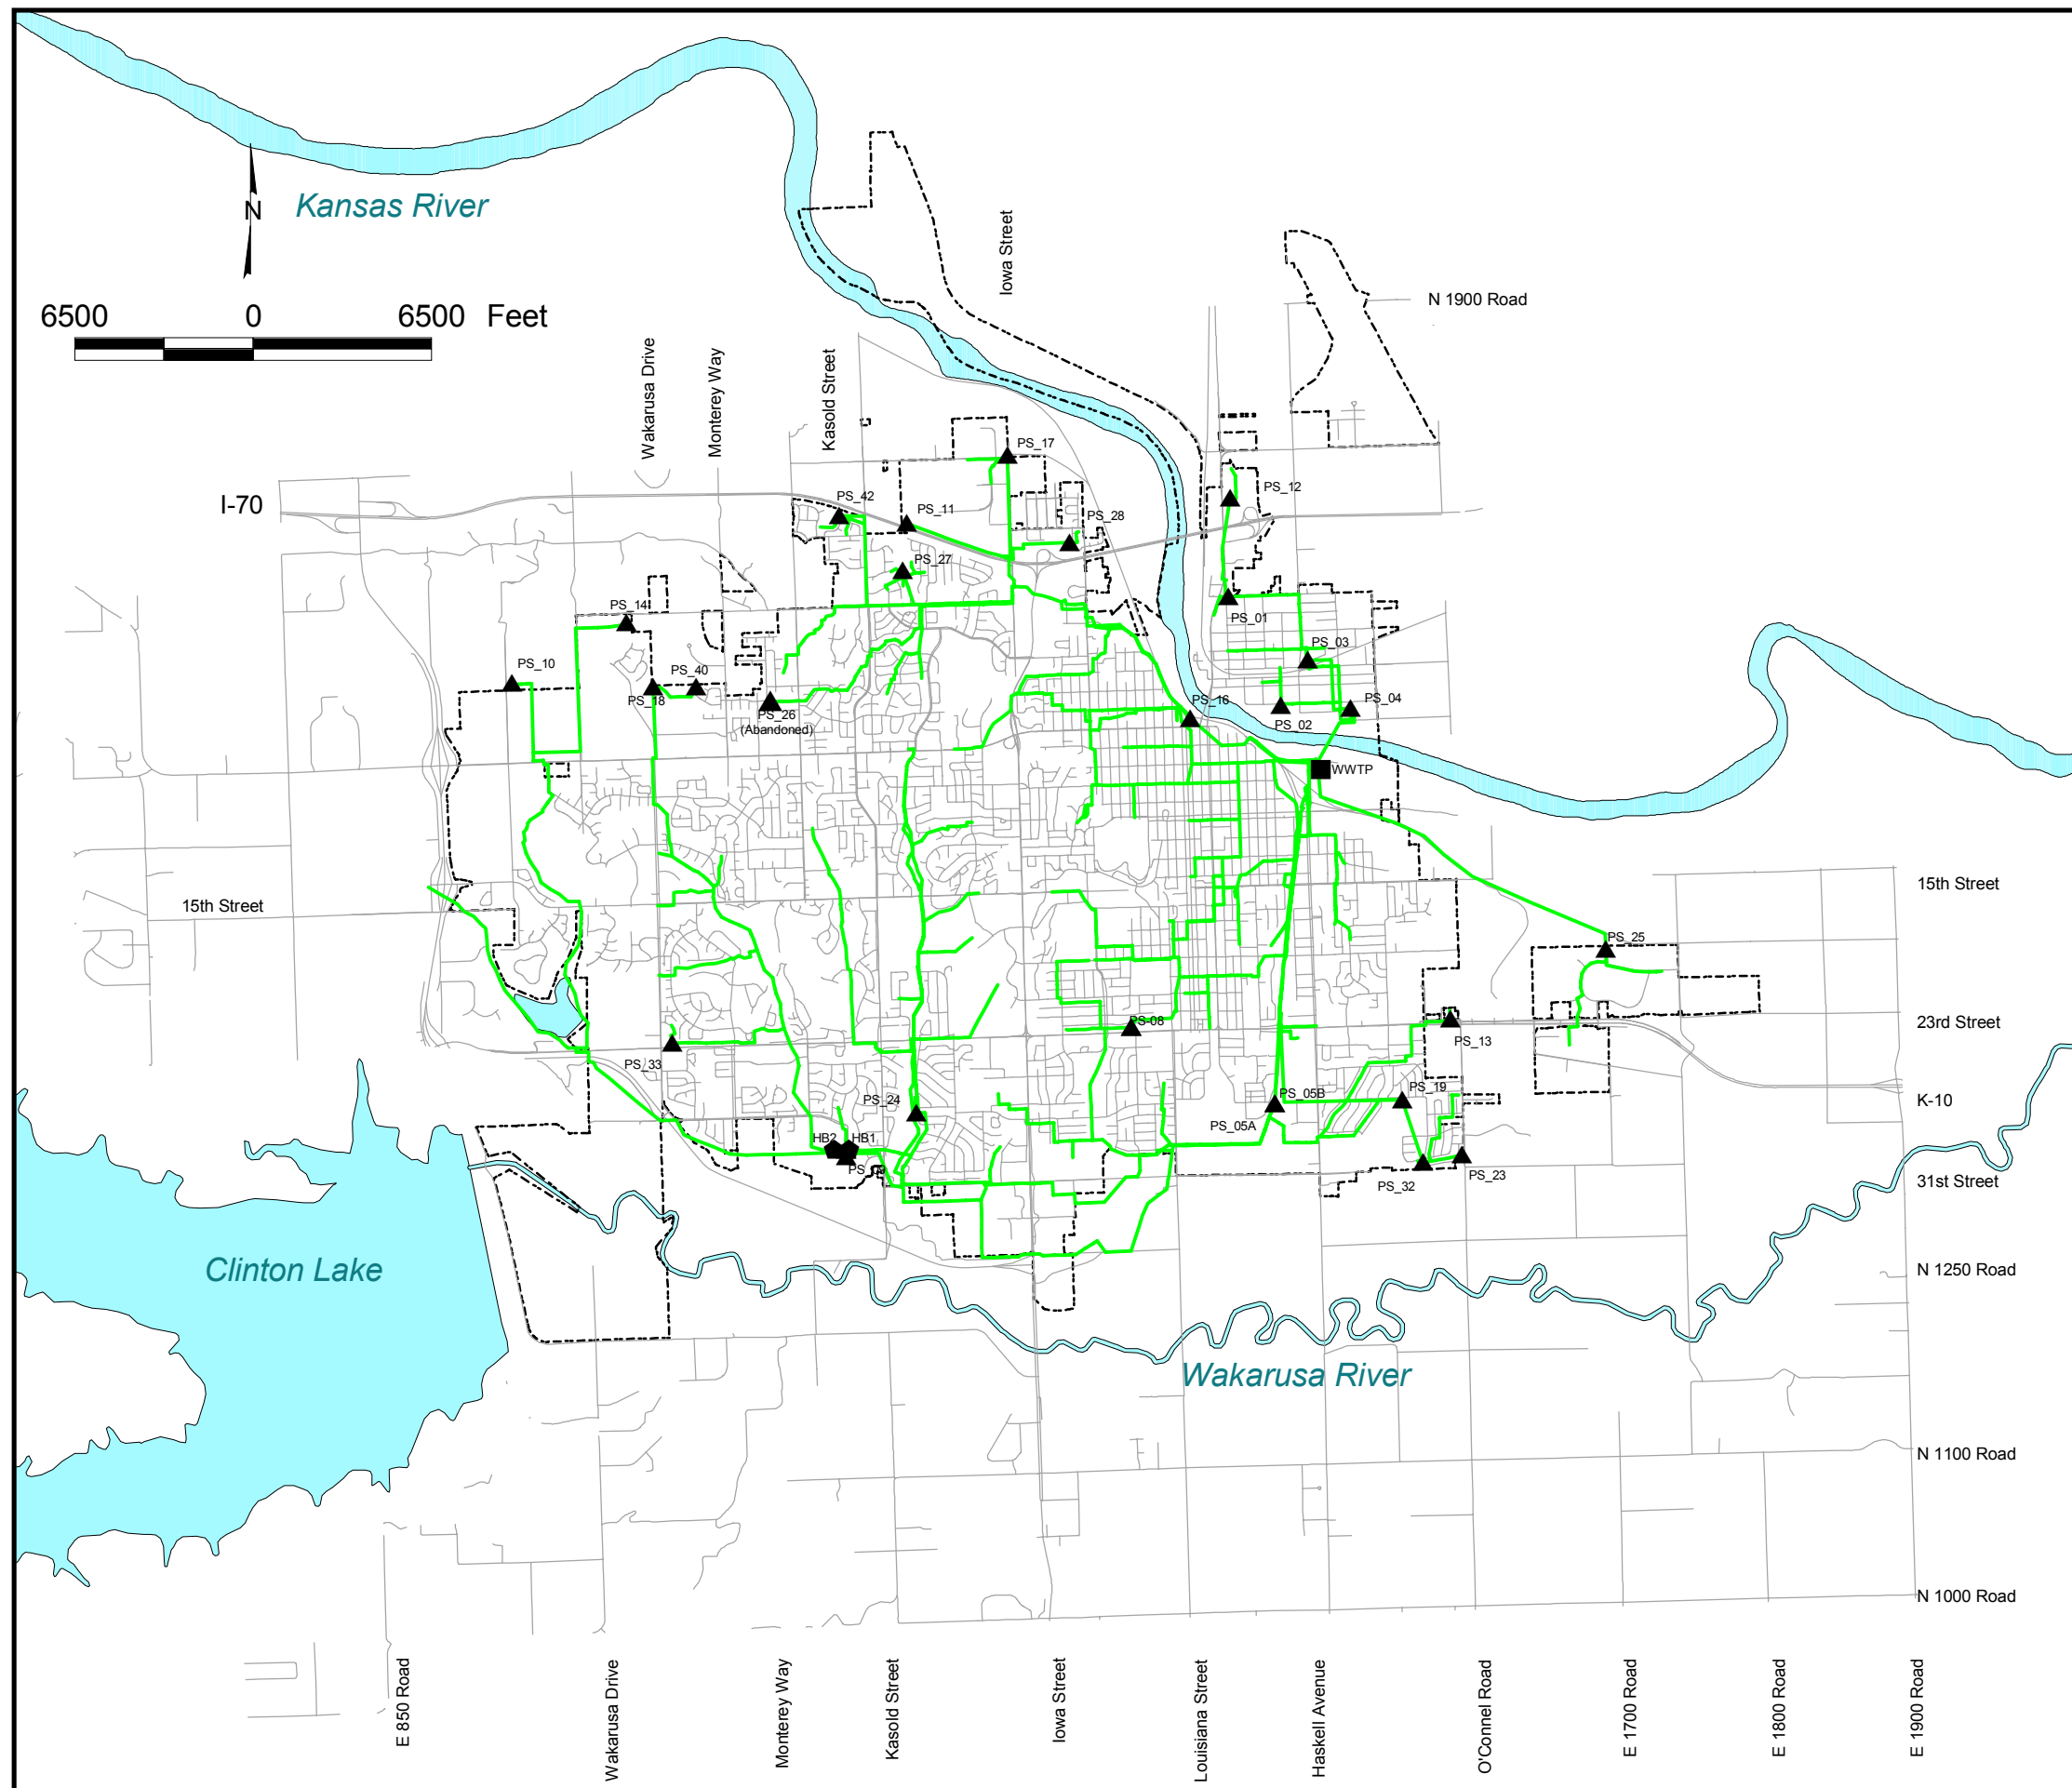 Kansas River
N
6500 0 6500 Feet
Iowa Street
N 1900 Road
Wakarusa Drive
Monterey Way
Kasold Street
I-70
PS_17
PS_42
PS_11
PS_12
PS_28
PS_27
PS_14
PS_01
PS_03
PS_10
PS_40
PS_18
PS_26
(Abandoned)
PS_16
PS_04
PS_02
WWTP
15th Street
15th Street
PS_25
23rd Street
PS-08
PS_13
PS_33
PS_19
K-10
PS_05B
PS_24
PS_05A
HB2
HB1
PS_09
PS_32
PS_23
31st Street
Clinton Lake
N 1250 Road
Wakarusa River
N 1100 Road
N 1000 Road
E 850 Road
Wakarusa Drive
Monterey Way
Kasold Street
Iowa Street
Louisiana Street
Haskell Avenue
O'Connel Road
E 1700 Road
E 1800 Road
E 1900 Road